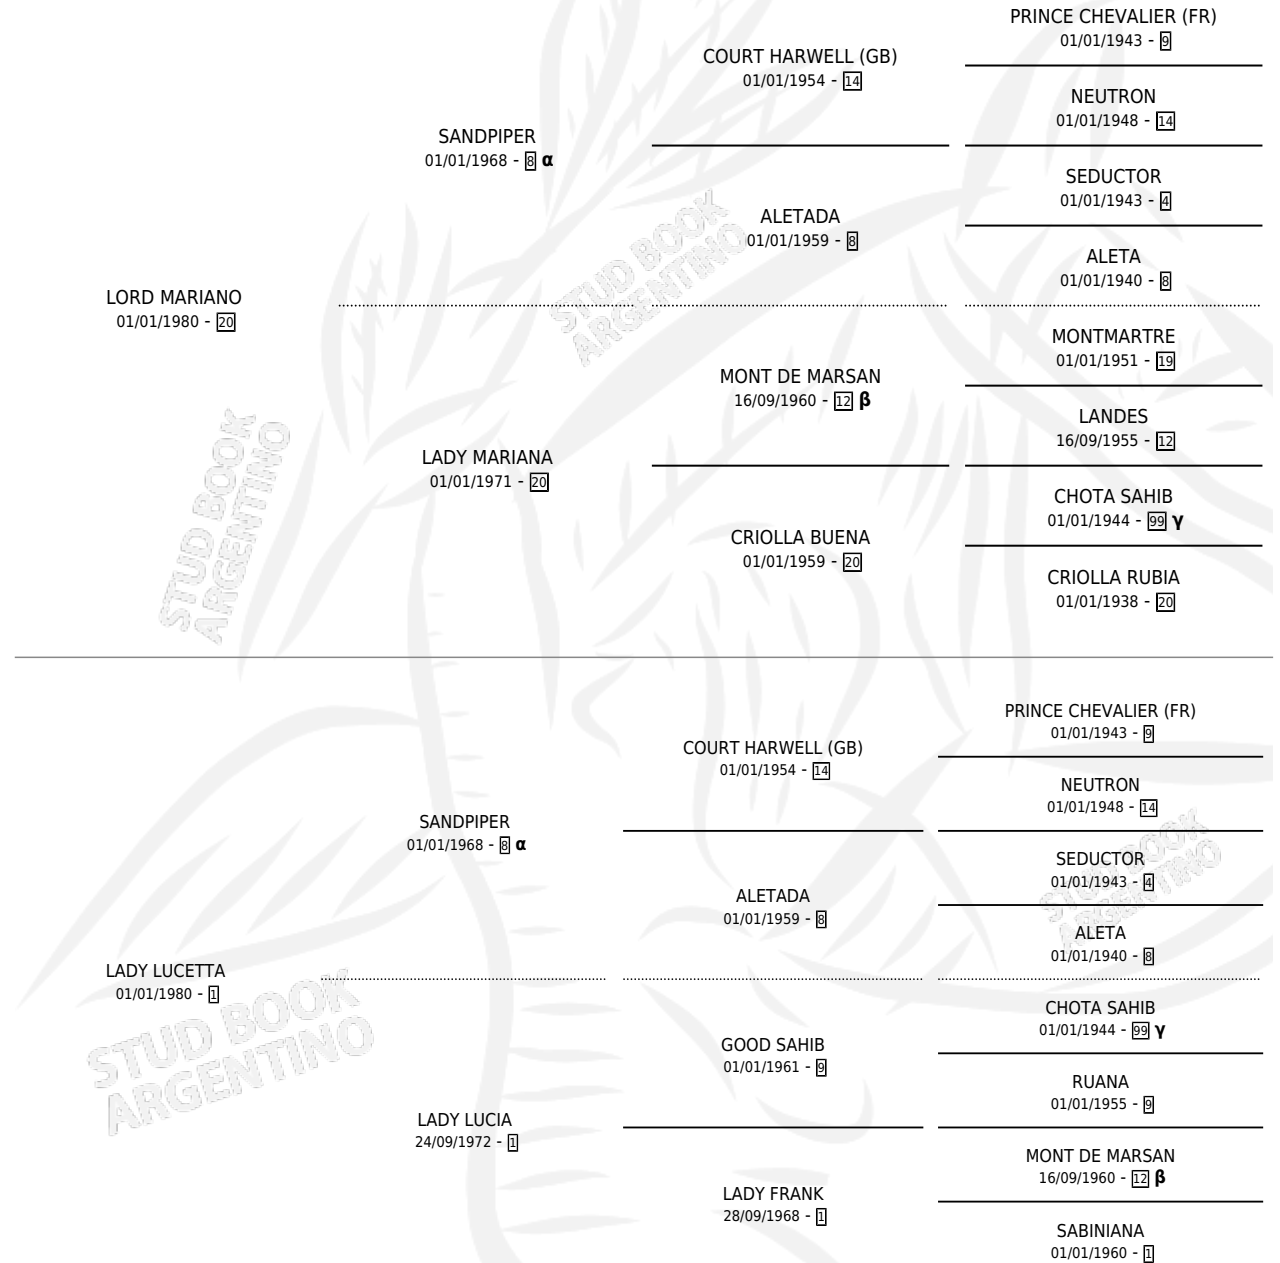 PRINCE CHEVALIER (FR)
01/01/1943 - 9
COURT HARWELL (GB)
01/01/1954 - 14
NEUTRON
01/01/1948 - 14
SANDPIPER
01/01/1968 - 8 α
SEDUCTOR
01/01/1943 - 4
ALETADA
01/01/1959 - 8
ALETA
01/01/1940 - 8
STUD BOOK
ARGENTINO
LORD MARIANO
01/01/1980 - 20
MONTMARTRE
01/01/1951 - 19
MONT DE MARSAN
16/09/1960 - 12 β
LANDES
16/09/1955 - 12
LADY MARIANA
01/01/1971 - 20
CHOTA SAHIB
01/01/1944 - 99 γ
CRIOLLA BUENA
01/01/1959 - 20
CRIOLLA RUBIA
01/01/1938 - 20
STUD BOOK
ARGENTINO
PRINCE CHEVALIER (FR)
01/01/1943 - 9
COURT HARWELL (GB)
01/01/1954 - 14
NEUTRON
01/01/1948 - 14
SANDPIPER
01/01/1968 - 8 α
SEDUCTOR
01/01/1943 - 4
ALETADA
01/01/1959 - 8
ALETA
01/01/1940 - 8
STUD BOOK
ARGENTINO
LADY LUCETTA
01/01/1980 - 1
CHOTA SAHIB
01/01/1944 - 99 γ
GOOD SAHIB
01/01/1961 - 9
RUANA
01/01/1955 - 9
STUD BOOK
ARGENTINO
LADY LUCIA
24/09/1972 - 1
MONT DE MARSAN
16/09/1960 - 12 β
LADY FRANK
28/09/1968 - 1
SABINIANA
01/01/1960 - 1